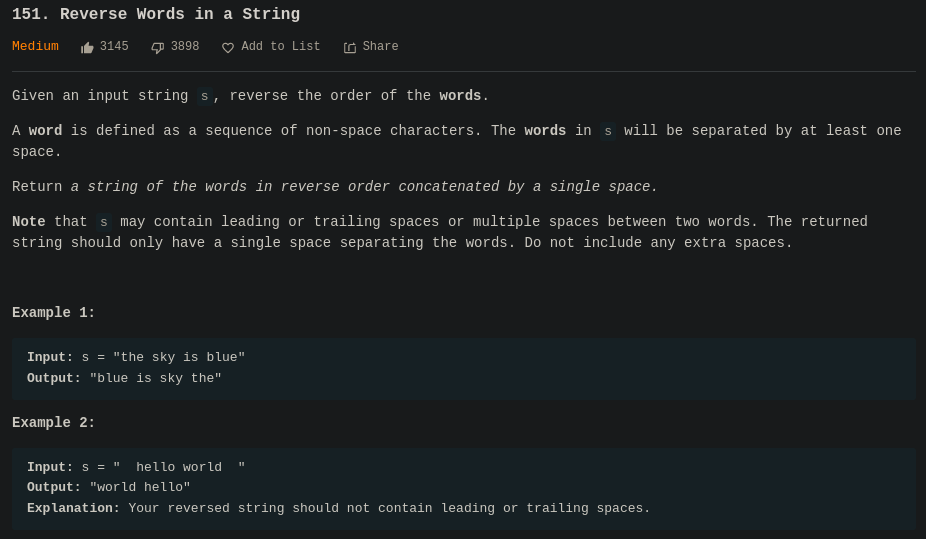 151. Reverse Words in a String
Medium 3145 3898 Add to List Share
Given an input string s, reverse the order of the words.
A word is defined as a sequence of non-space characters. The words in s will be separated by at least one
space.
Return a string of the words in reverse order concatenated by a single space.
Note that s may contain leading or trailing spaces or multiple spaces between two words. The returned
string should only have a single space separating the words. Do not include any extra spaces.
Example 1:
Input: s = "the sky is blue"
Output: "blue is sky the"
Example 2:
Input: s = "  hello world  "
Output: "world hello"
Explanation: Your reversed string should not contain leading or trailing spaces.